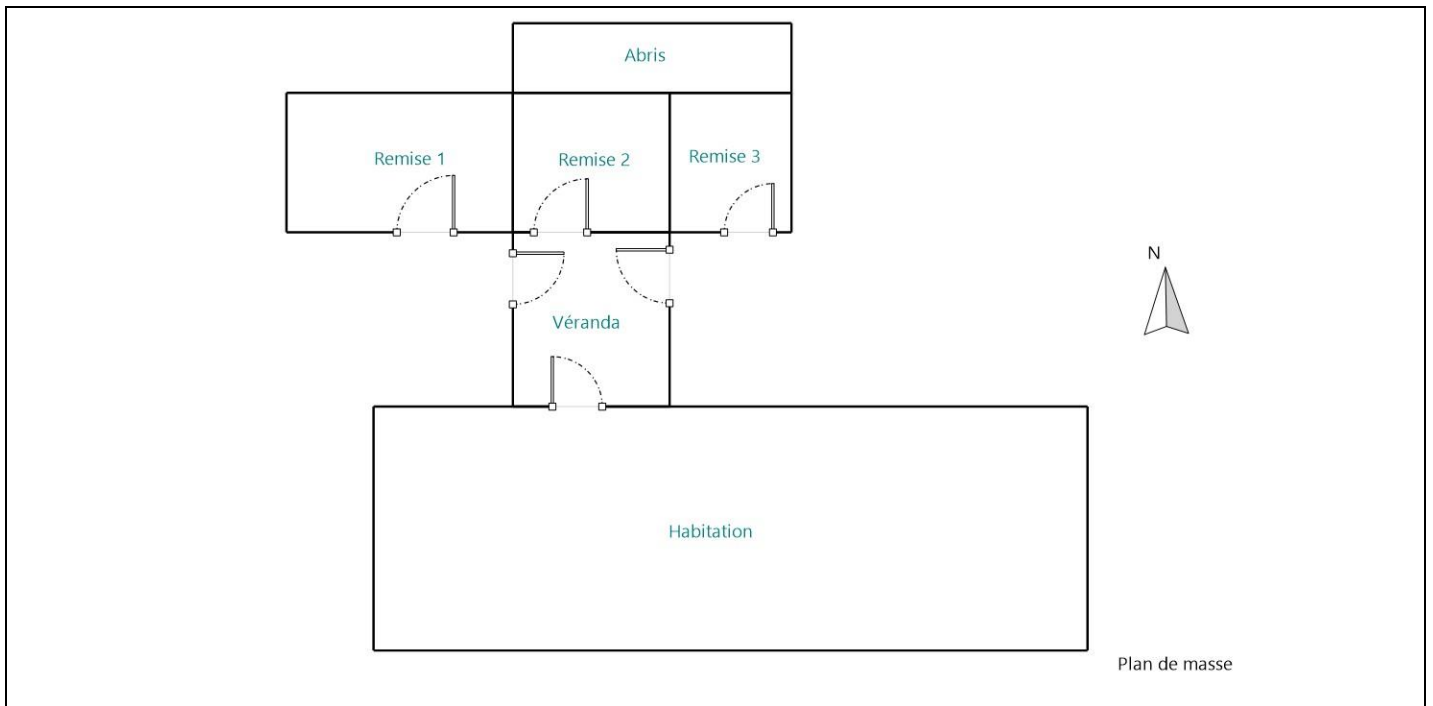 Abris
Remise 1
Remise 2
Remise 3
N
Véranda
Habitation
Plan de masse